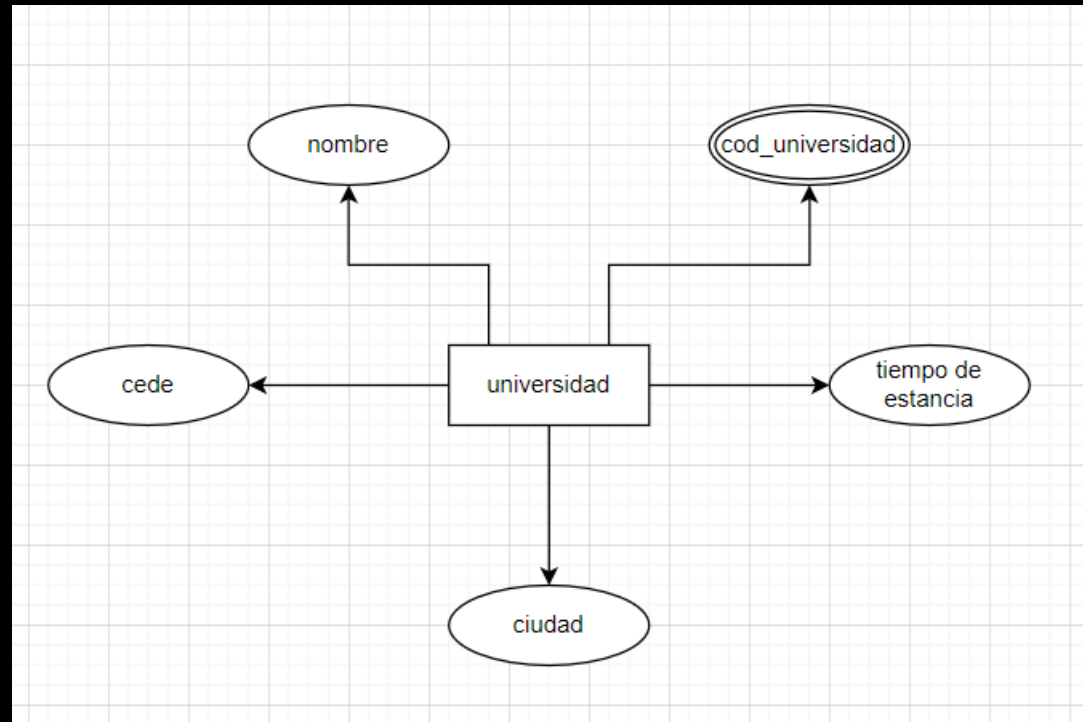 nombre
cod_universidad
cede
universidad
tiempo de
estancia
ciudad